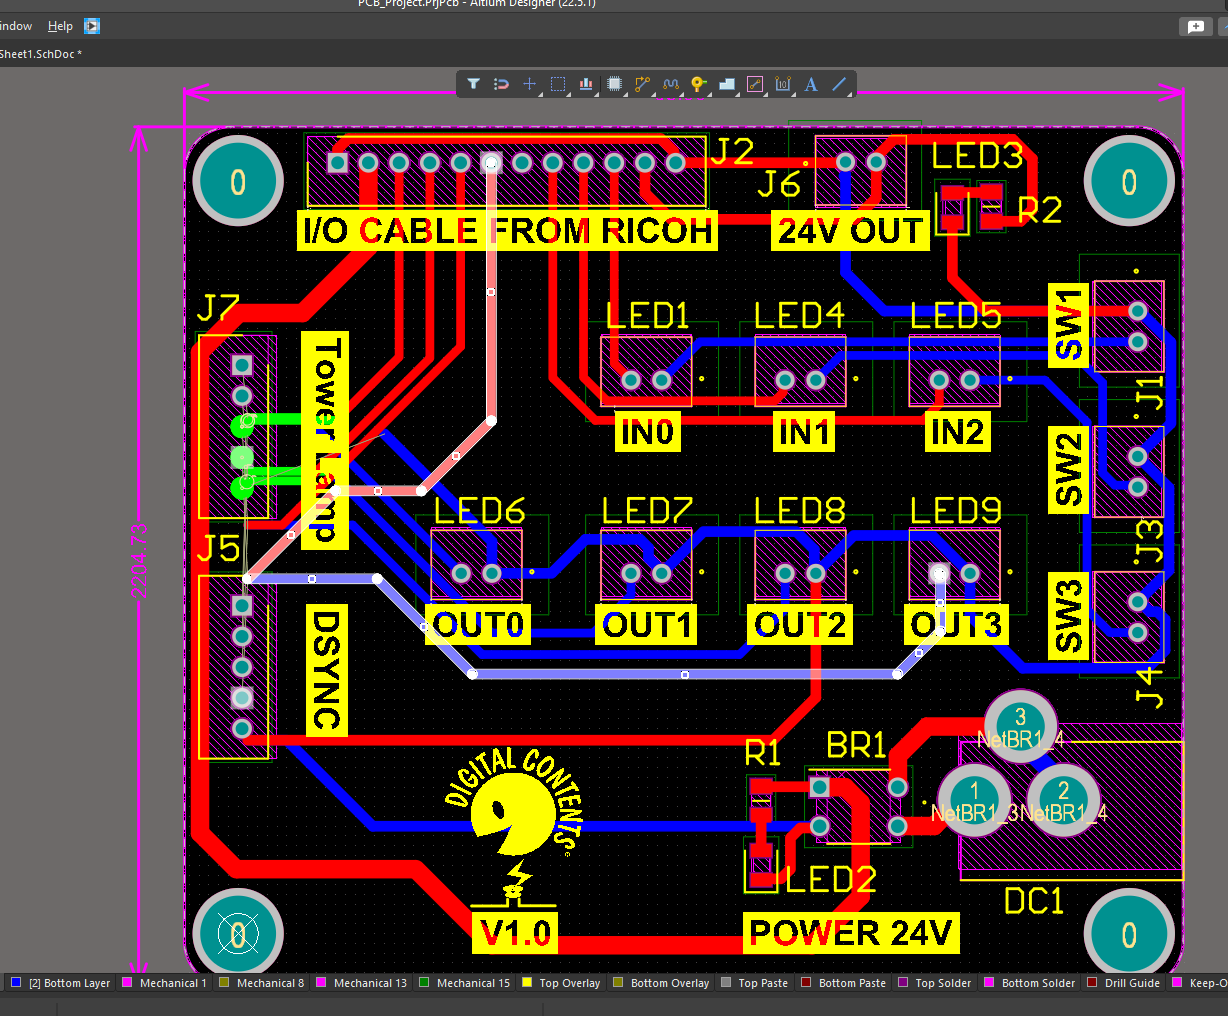 PCB_Project.PrjPcb - Altium Designer (22.5.1)
indow Help
Sheet1.SchDoc *
J2
J6
LED3
R2
0
0
I/O CABLE FROM RICOH
24V OUT
J7
LED1
LED4
LED5
SW1
J1
Tower Lamp
IN0
IN1
IN2
SW2
J3
LED6
LED7
LED8
LED9
J5
SW3
DSYNC
OUT0
OUT1
OUT2
OUT3
J4
3
NetBR1_4
R1
BR1
DIGITAL CONTENTS
1
NetBR1_3
2
NetBR1_4
LED2
DC1
0
V1.0
POWER 24V
0
[2] Bottom Layer
Mechanical 1
Mechanical 8
Mechanical 13
Mechanical 15
Top Overlay
Bottom Overlay
Top Paste
Bottom Paste
Top Solder
Bottom Solder
Drill Guide
Keep-O